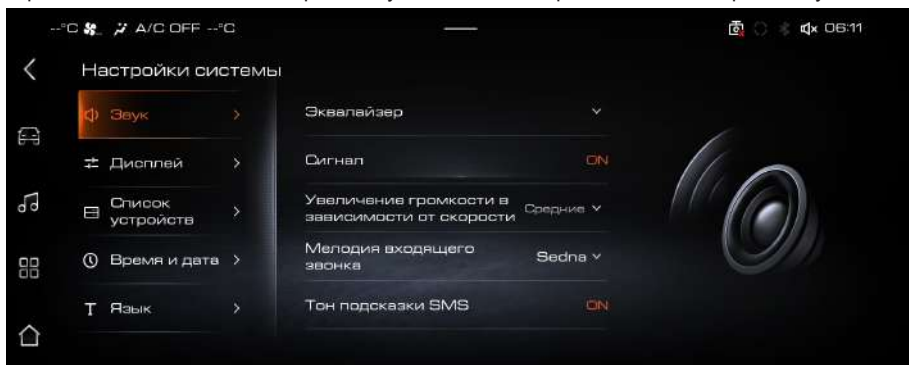 --°C A/C OFF --°C
06:11
Настройки системы
Звук
Дисплей
Список
устройств
Время и дата
T Язык
Эквалайзер
Сигнал ON
Увеличение громкости в
зависимости от скорости Средние
Мелодия входящего
звонка Sedna
Тон подсказки SMS ON